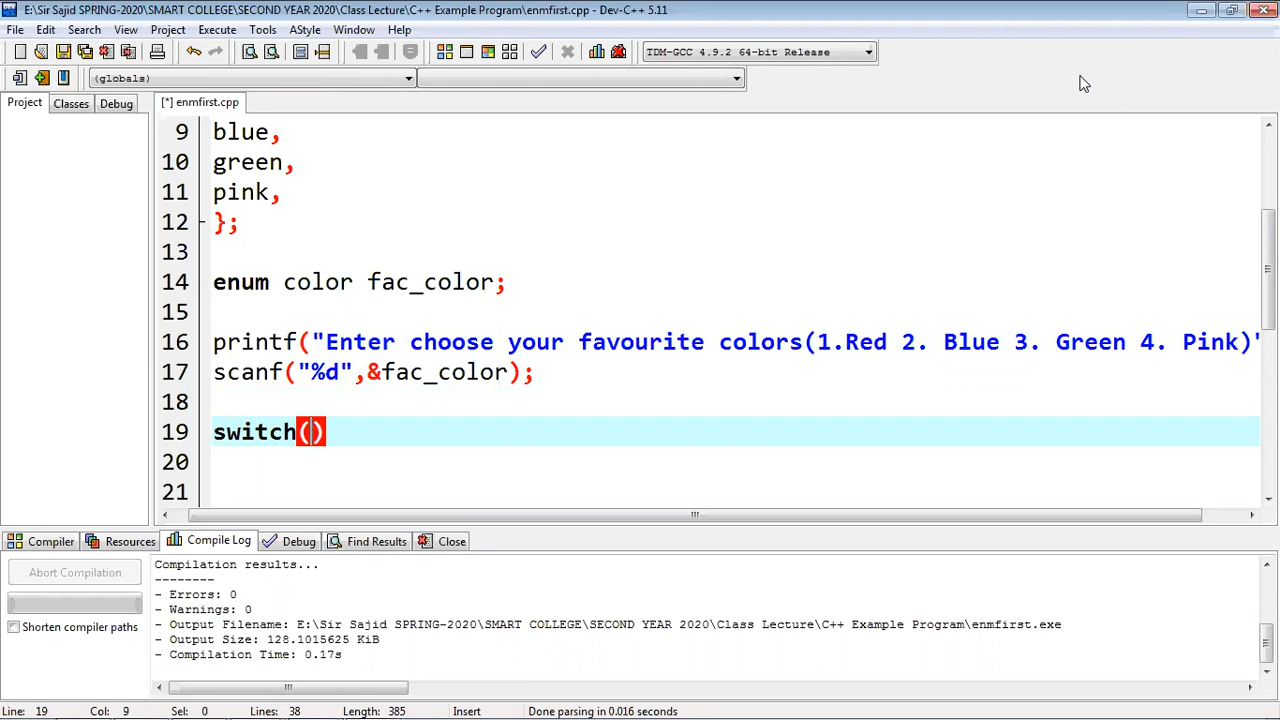 E:\Sir Sajid SPRING-2020\SMART COLLEGE\SECOND YEAR 2020\Class Lecture\C++ Example Program\enmfirst.cpp - Dev-C++ 5.11
File Edit Search View Project Execute Tools AStyle Window Help
TDM-GCC 4.9.2 64-bit Release
(globals)
Project Classes Debug [*] enmfirst.cpp
9 blue,
10 green,
11 pink,
12 };
13
14 enum color fac_color;
15
16 printf("Enter choose your favourite colors(1.Red 2. Blue 3. Green 4. Pink)"
17 scanf("%d",&fac_color);
18
19 switch()
20
21
Compiler Resources Compile Log Debug Find Results Close
Abort Compilation
Shorten compiler paths
Compilation results...
--------
- Errors: 0
- Warnings: 0
- Output Filename: E:\Sir Sajid SPRING-2020\SMART COLLEGE\SECOND YEAR 2020\Class Lecture\C++ Example Program\enmfirst.exe
- Output Size: 128.1015625 KiB
- Compilation Time: 0.17s
Line: 19 Col: 9 Sel: 0 Lines: 38 Length: 385 Insert Done parsing in 0.016 seconds